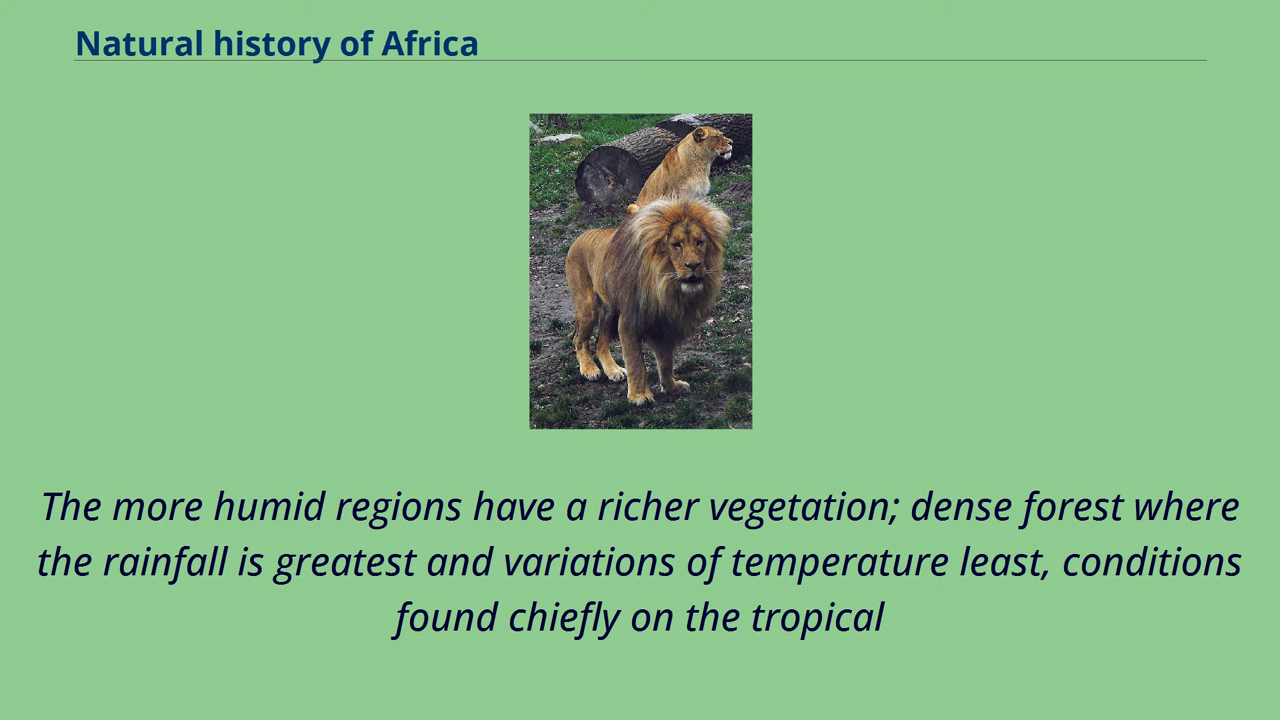 Natural history of Africa
The more humid regions have a richer vegetation; dense forest where
the rainfall is greatest and variations of temperature least, conditions
found chiefly on the tropical